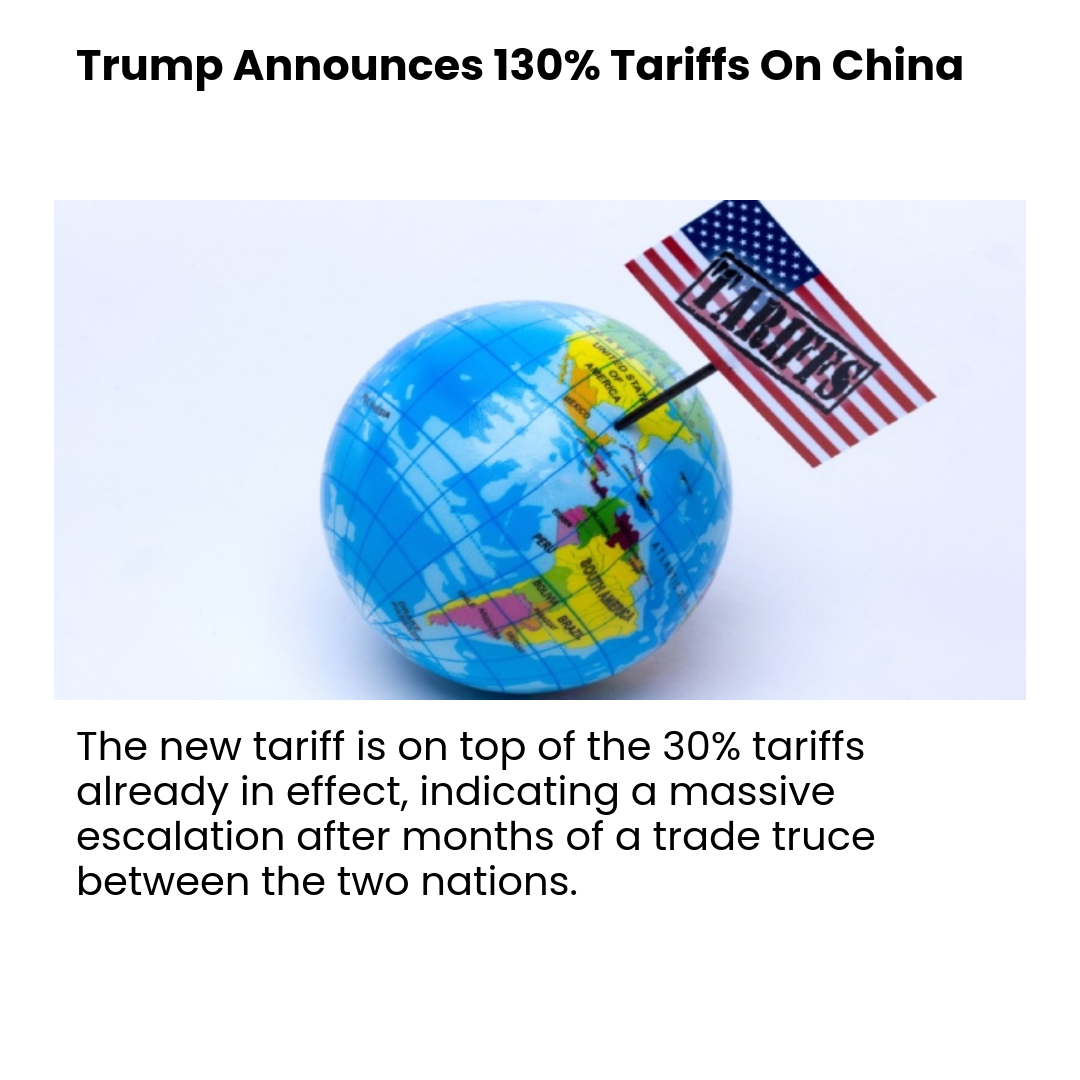 Trump Announces 130% Tariffs On China
TARIFFS
UNITED STATES
OF
AMERICA
MEXICO
PERU
SOUTH AMERICA
BOLIVIA
BRAZIL
The new tariff is on top of the 30% tariffs
already in effect, indicating a massive
escalation after months of a trade truce
between the two nations.